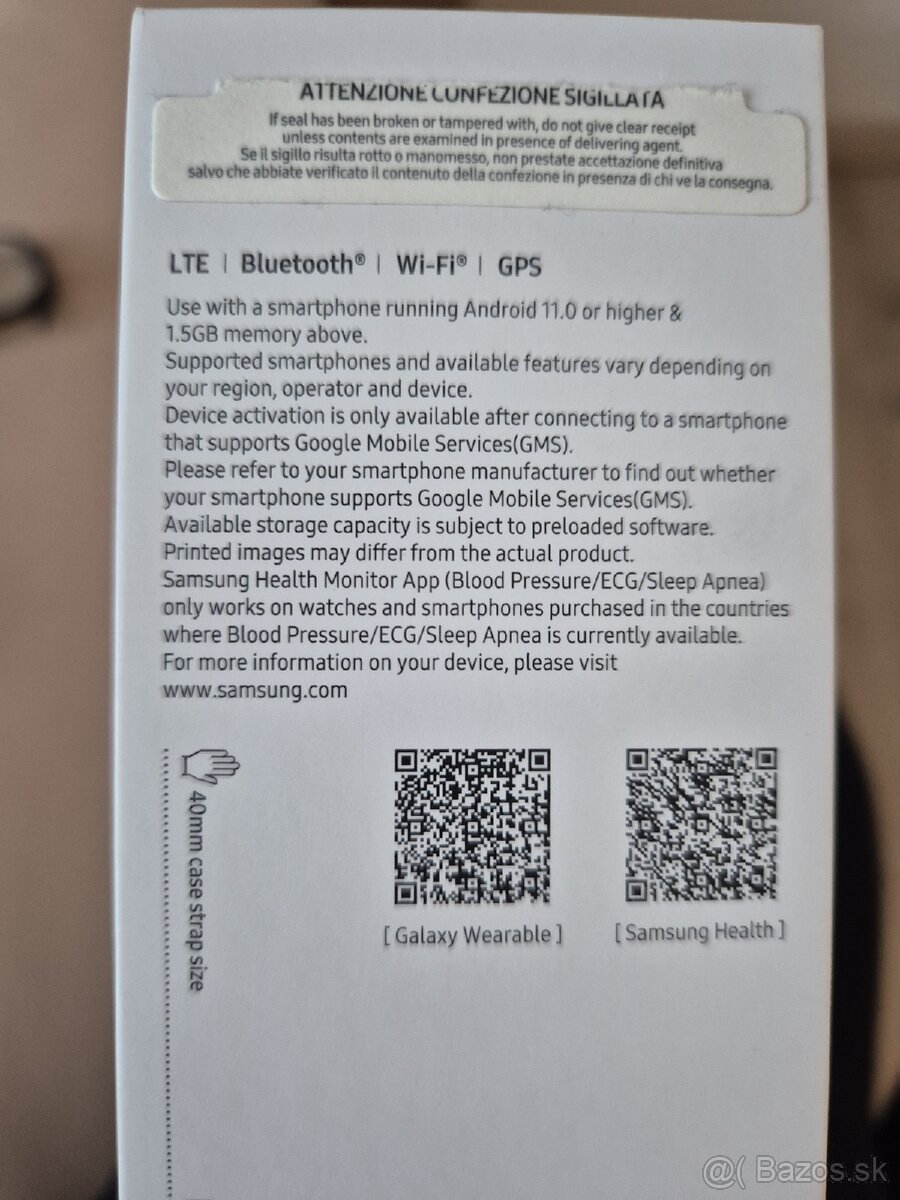 ATTENZIONE CONFEZIONE SIGILLATA
If seal has been broken or tampered with, do not give clear receipt
unless contents are examined in presence of delivering agent.
Se il sigillo risulta rotto o manomesso, non prestate accettazione definitiva
salvo che abbiate verificato il contenuto della confezione in presenza di chi ve la consegna.
LTE | Bluetooth® | Wi-Fi® | GPS
Use with a smartphone running Android 11.0 or higher &
1.5GB memory above.
Supported smartphones and available features vary depending on
your region, operator and device.
Device activation is only available after connecting to a smartphone
that supports Google Mobile Services(GMS).
Please refer to your smartphone manufacturer to find out whether
your smartphone supports Google Mobile Services(GMS).
Available storage capacity is subject to preloaded software.
Printed images may differ from the actual product.
Samsung Health Monitor App (Blood Pressure/ECG/Sleep Apnea)
only works on watches and smartphones purchased in the countries
where Blood Pressure/ECG/Sleep Apnea is currently available.
For more information on your device, please visit
www.samsung.com
40mm case strap size
[ Galaxy Wearable ]
[ Samsung Health ]
@( Bazos.sk